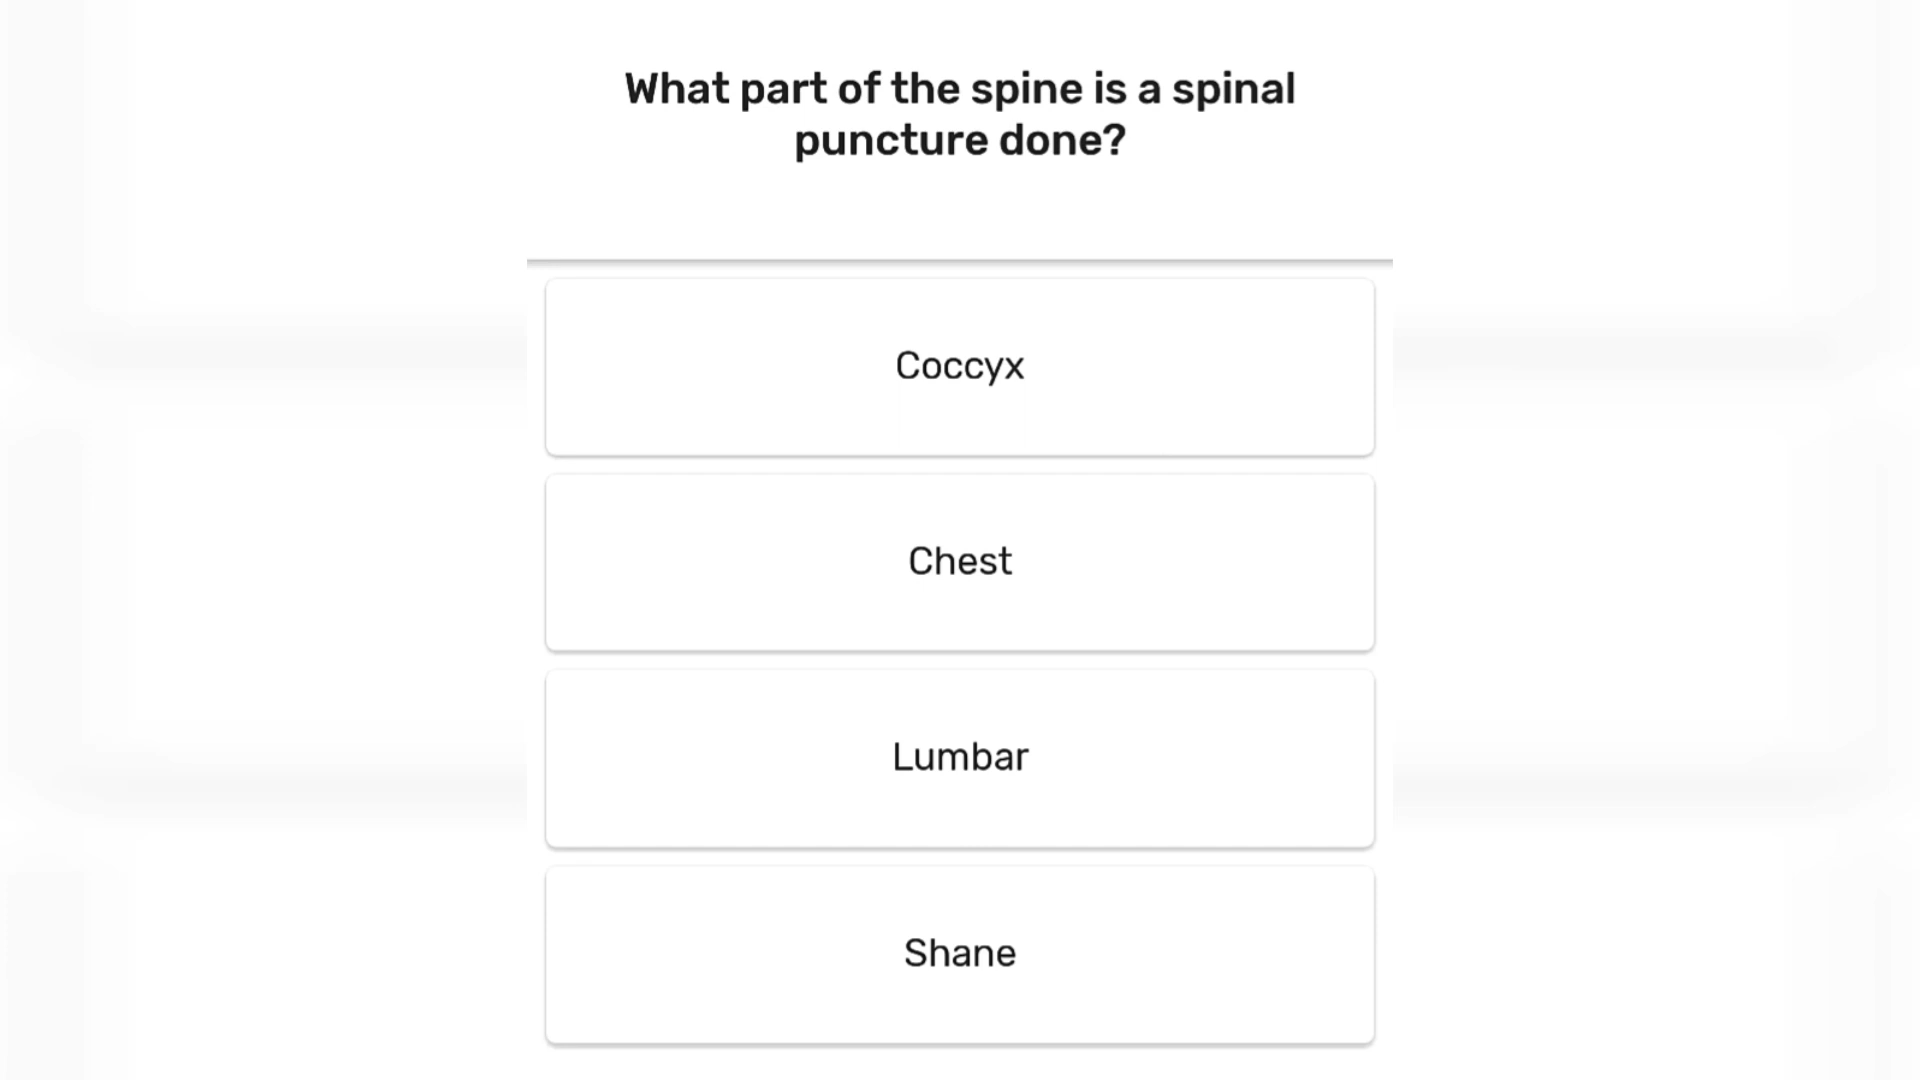 What part of the spine is a spinal
puncture done?
Coccyx
Chest
Lumbar
Shane